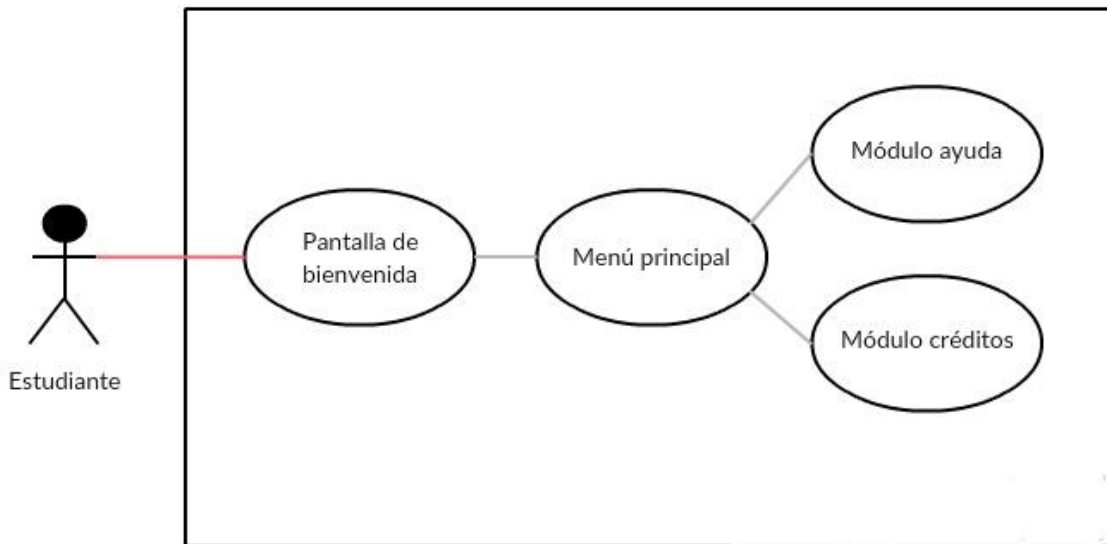 Módulo ayuda
Pantalla de
bienvenida
Menú principal
Módulo créditos
Estudiante